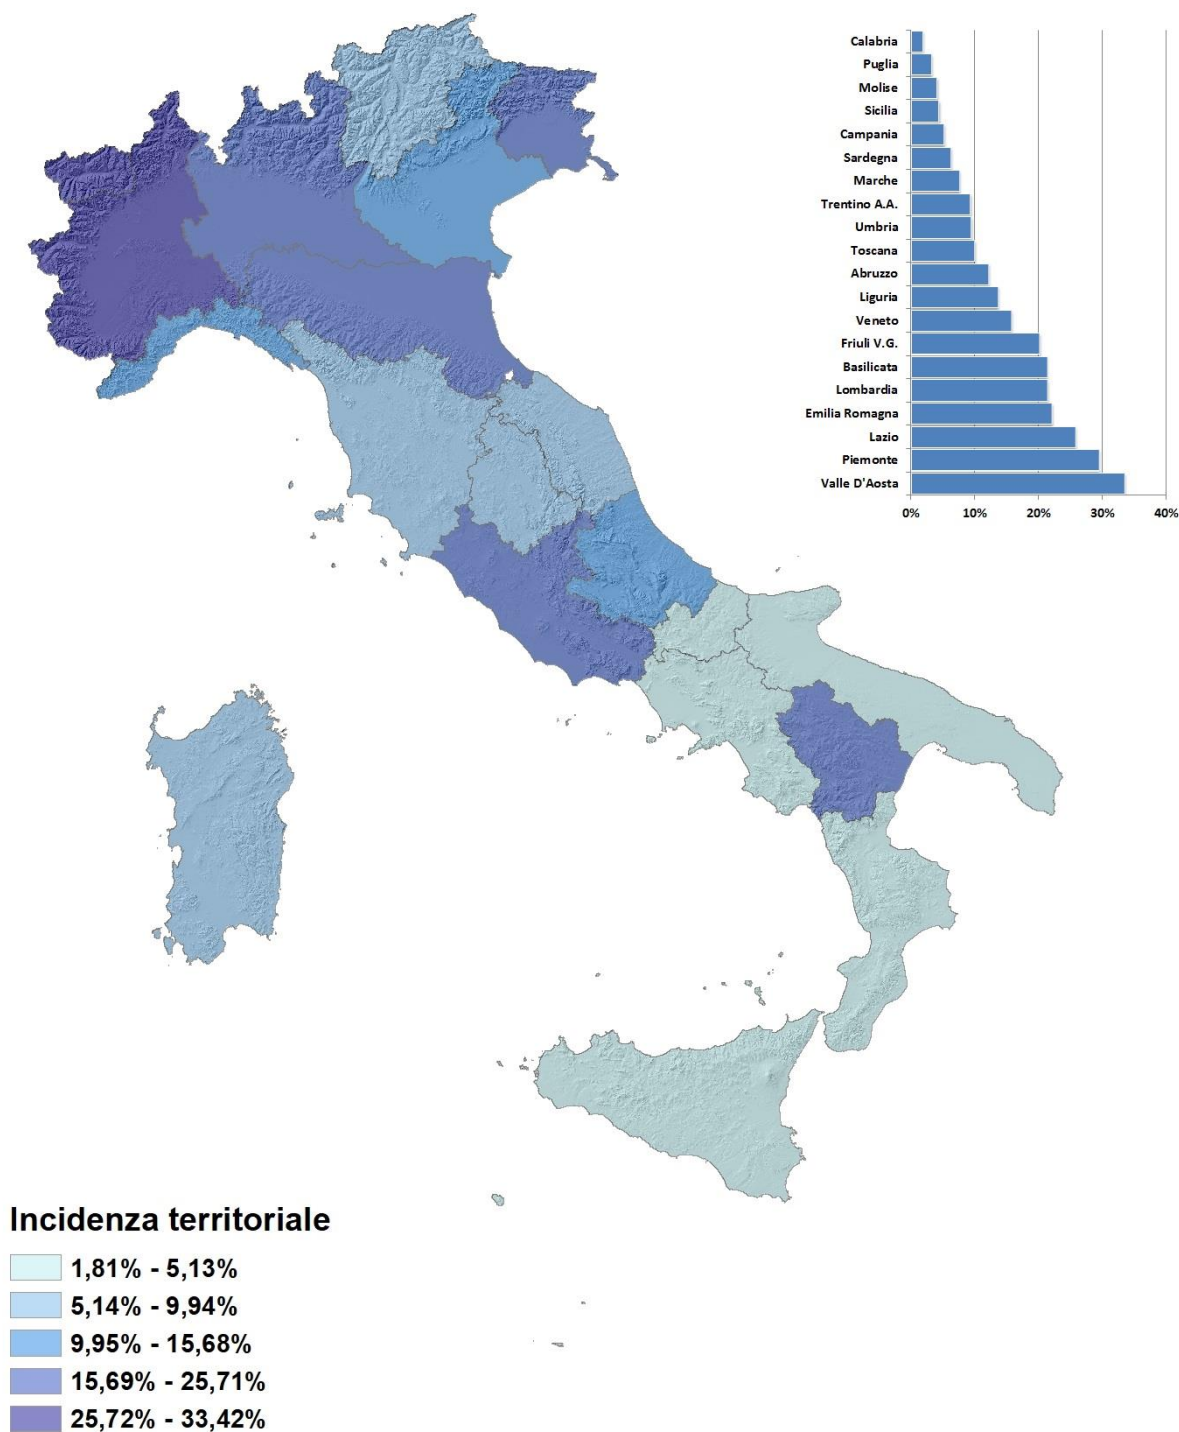 Calabria
Puglia
Molise
Sicilia
Campania
Sardegna
Marche
Trentino A.A.
Umbria
Toscana
Abruzzo
Liguria
Veneto
Friuli V.G.
Basilicata
Lombardia
Emilia Romagna
Lazio
Piemonte
Valle D'Aosta
0% 10% 20% 30% 40%
Incidenza territoriale
1,81% - 5,13%
5,14% - 9,94%
9,95% - 15,68%
15,69% - 25,71%
25,72% - 33,42%